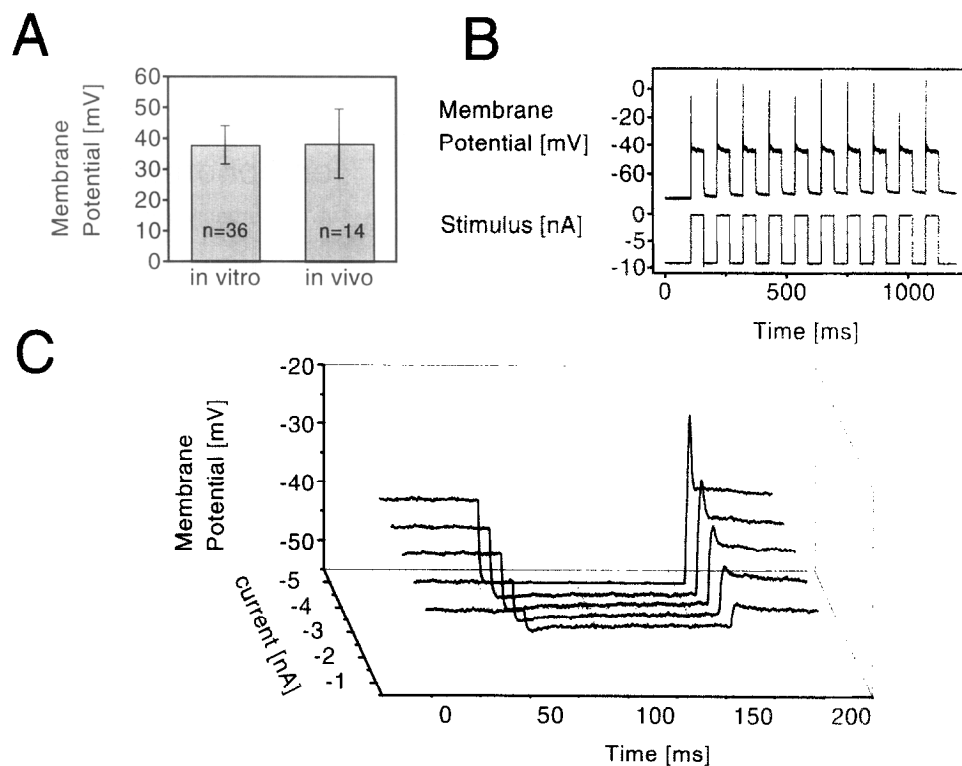 A
Membrane
Potential [mV]
60
50
40
30
20
10
0
n=36
n=14
in vitro
in vivo
B
Membrane
Potential [mV]
0
-20
-40
-60
Stimulus [nA]
0
-5
-10
0
500
1000
Time [ms]
C
Membrane
Potential [mV]
-20
-30
-40
-50
current [nA]
-5
-4
-3
-2
-1
0
50
100
150
200
Time [ms]